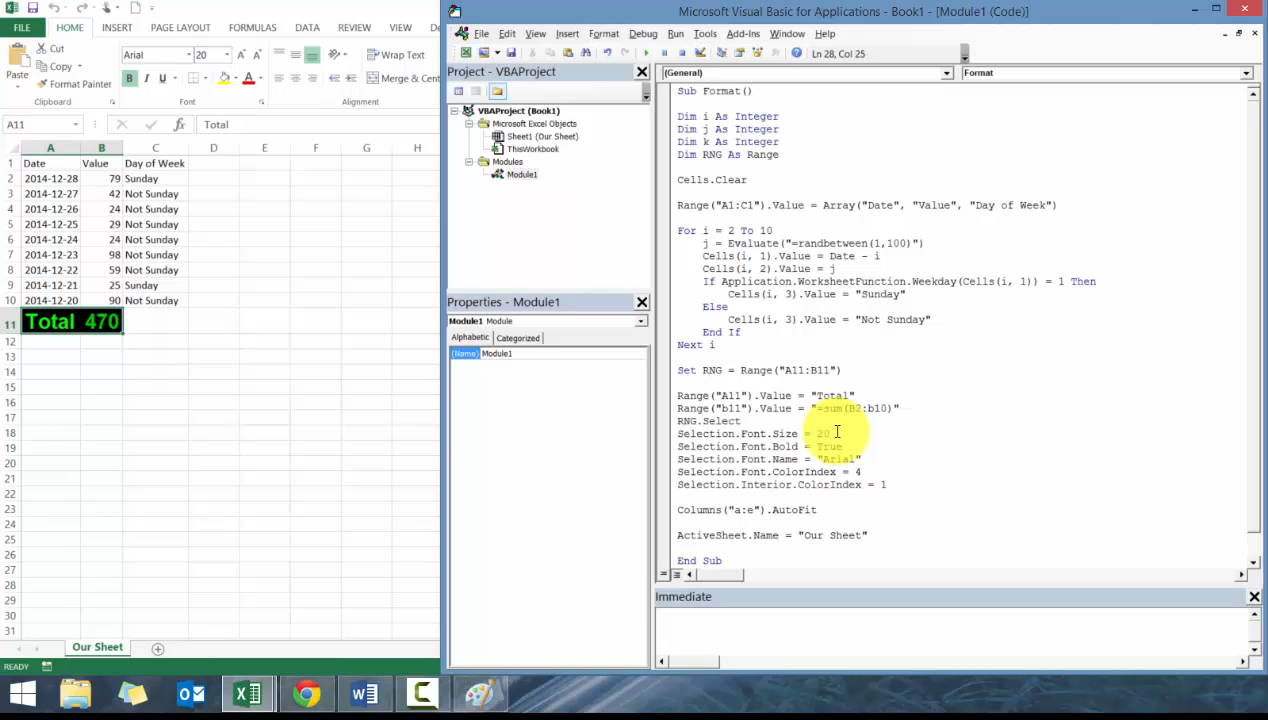 FILE HOME INSERT PAGE LAYOUT FORMULAS DATA REVIEW VIEW
Cut
Copy
Format Painter
Paste
Clipboard
Arial 20
B I U
Font
Wrap Text
Merge & Cent
Alignment
A11 Total
A B C D E F G H
1 Date Value Day of Week
2 2014-12-28 79 Sunday
3 2014-12-27 42 Not Sunday
4 2014-12-26 24 Not Sunday
5 2014-12-25 29 Not Sunday
6 2014-12-24 24 Not Sunday
7 2014-12-23 98 Not Sunday
8 2014-12-22 59 Not Sunday
9 2014-12-21 25 Sunday
10 2014-12-20 90 Not Sunday
11 Total 470
12
13
14
15
16
17
18
19
20
21
22
23
24
25
26
27
28
29
30
31
Our Sheet
READY
Microsoft Visual Basic for Applications - Book1 - [Module1 (Code)]
File Edit View Insert Format Debug Run Tools Add-Ins Window Help
Ln 28, Col 25
Project - VBAProject
VBAProject (Book1)
Microsoft Excel Objects
Sheet1 (Our Sheet)
ThisWorkbook
Modules
Module1
Properties - Module1
Module1 Module
Alphabetic Categorized
(Name) Module1
(General) Format
Sub Format()
Dim i As Integer
Dim j As Integer
Dim k As Integer
Dim RNG As Range
Cells.Clear
Range("A1:C1").Value = Array("Date", "Value", "Day of Week")
For i = 2 To 10
j = Evaluate("=randbetween(1,100)")
Cells(i, 1).Value = Date - i
Cells(i, 2).Value = j
If Application.WorksheetFunction.Weekday(Cells(i, 1)) = 1 Then
Cells(i, 3).Value = "Sunday"
Else
Cells(i, 3).Value = "Not Sunday"
End If
Next i
Set RNG = Range("A11:B11")
Range("A11").Value = "Total"
Range("b11").Value = "=sum(B2:b10)"
RNG.Select
Selection.Font.Size = 20
Selection.Font.Bold = True
Selection.Font.Name = "Arial"
Selection.Font.ColorIndex = 4
Selection.Interior.ColorIndex = 1
Columns("a:e").AutoFit
ActiveSheet.Name = "Our Sheet"
End Sub
Immediate